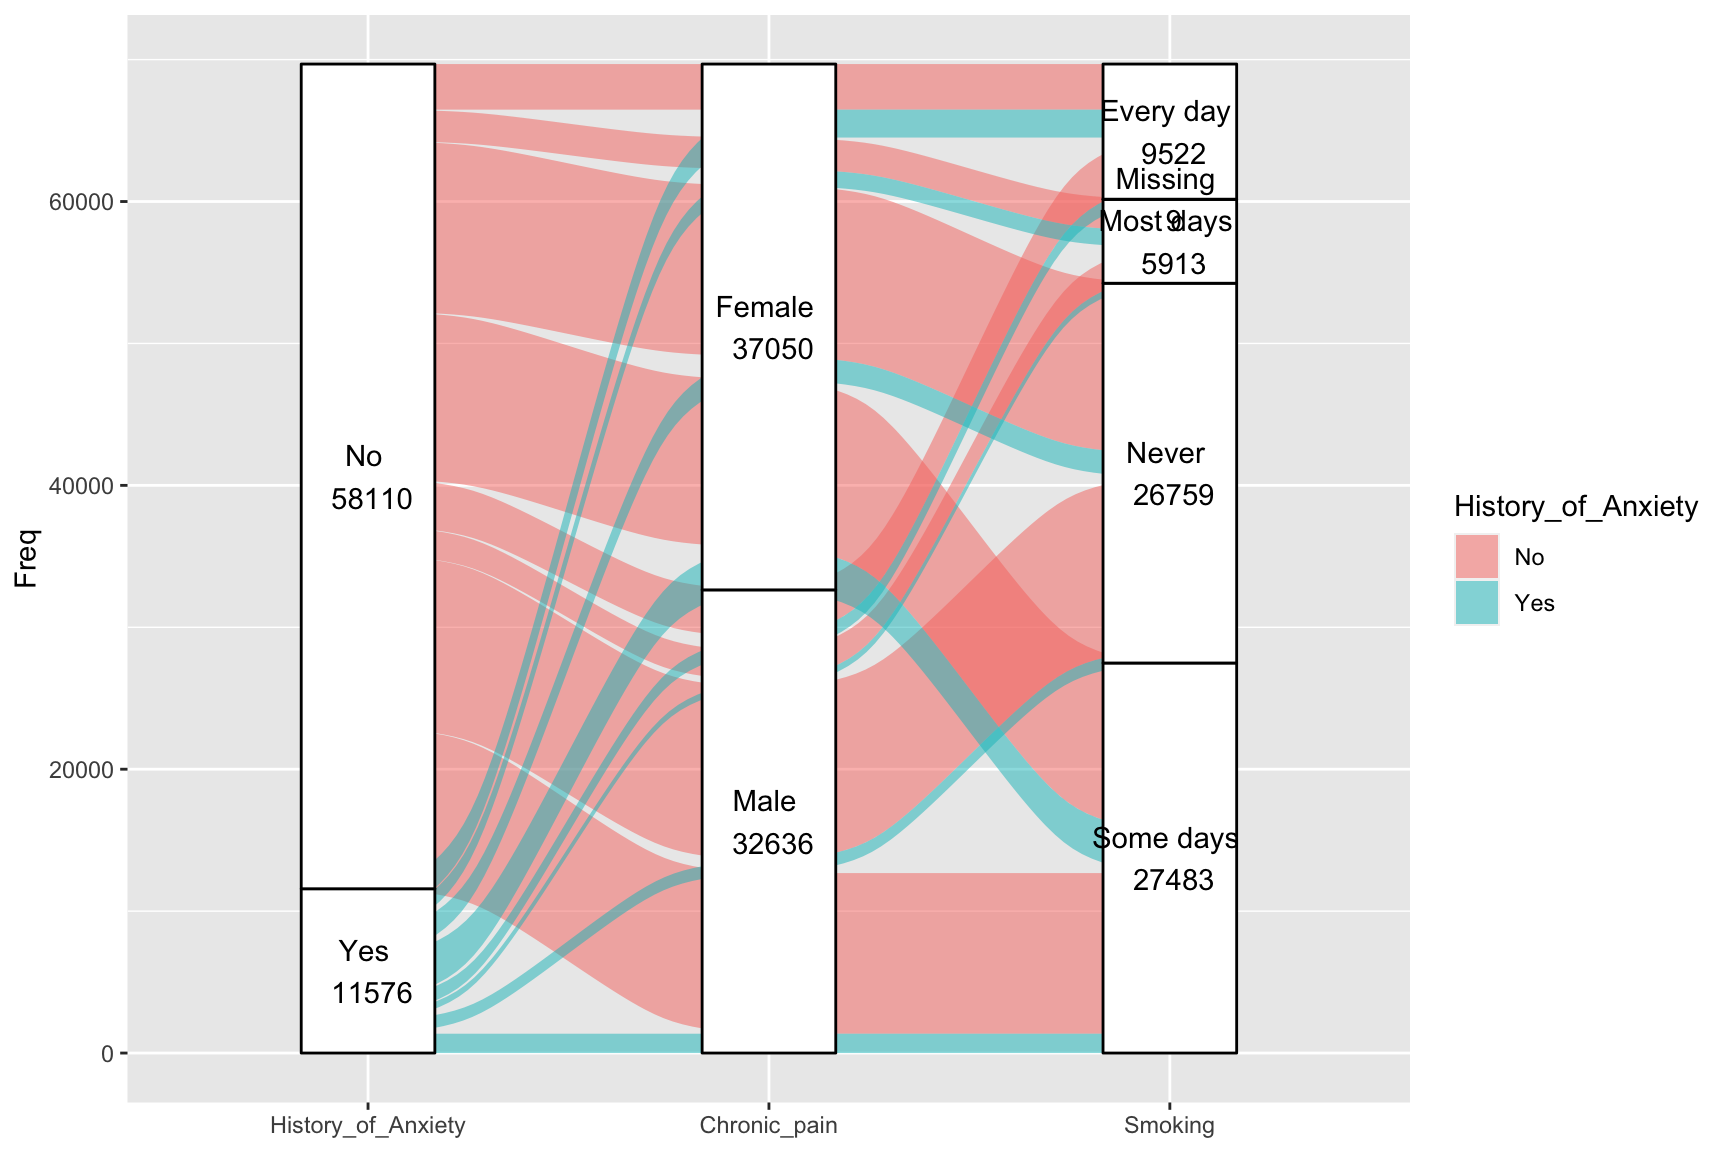 Freq
60000
40000
20000
0
No
58110
Yes
11576
Female
37050
Male
32636
Every day
9522
Missing
9
Most days
5913
Never
26759
Some days
27483
History_of_Anxiety
Chronic_pain
Smoking
History_of_Anxiety
No
Yes